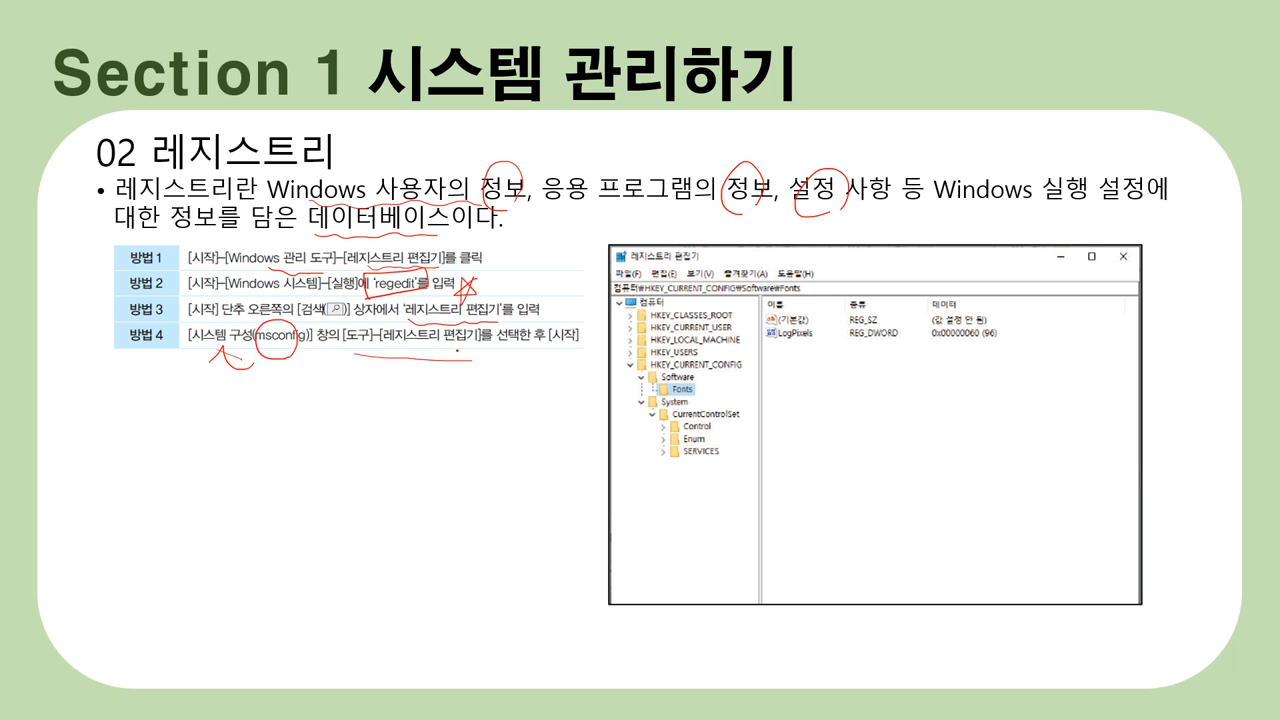 Section 1 시스템 관리하기
02 레지스트리
• 레지스트리란 Windows 사용자의 정보, 응용 프로그램의 정보, 설정 사항 등 Windows 실행 설정에
대한 정보를 담은 데이터베이스이다.
방법 1 [시작]-[Windows 관리 도구]-[레지스트리 편집기]를 클릭
방법 2 [시작]-[Windows 시스템]-[실행]에 'regedit'를 입력
방법 3 [시작] 단추 오른쪽의 [검색( )] 상자에서 '레지스트리 편집기'를 입력
방법 4 [시스템 구성(msconfig)] 창의 [도구]-[레지스트리 편집기]를 선택한 후 [시작]
레지스트리 편집기
파일(F) 편집(E) 보기(V) 즐겨찾기(A) 도움말(H)
컴퓨터₩HKEY_CURRENT_CONFIG₩Software₩Fonts
컴퓨터
HKEY_CLASSES_ROOT
HKEY_CURRENT_USER
HKEY_LOCAL_MACHINE
HKEY_USERS
HKEY_CURRENT_CONFIG
Software
Fonts
System
CurrentControlSet
Control
Enum
SERVICES
이름 종류 데이터
(기본값) REG_SZ (값 설정 안 됨)
LogPixels REG_DWORD 0x00000060 (96)